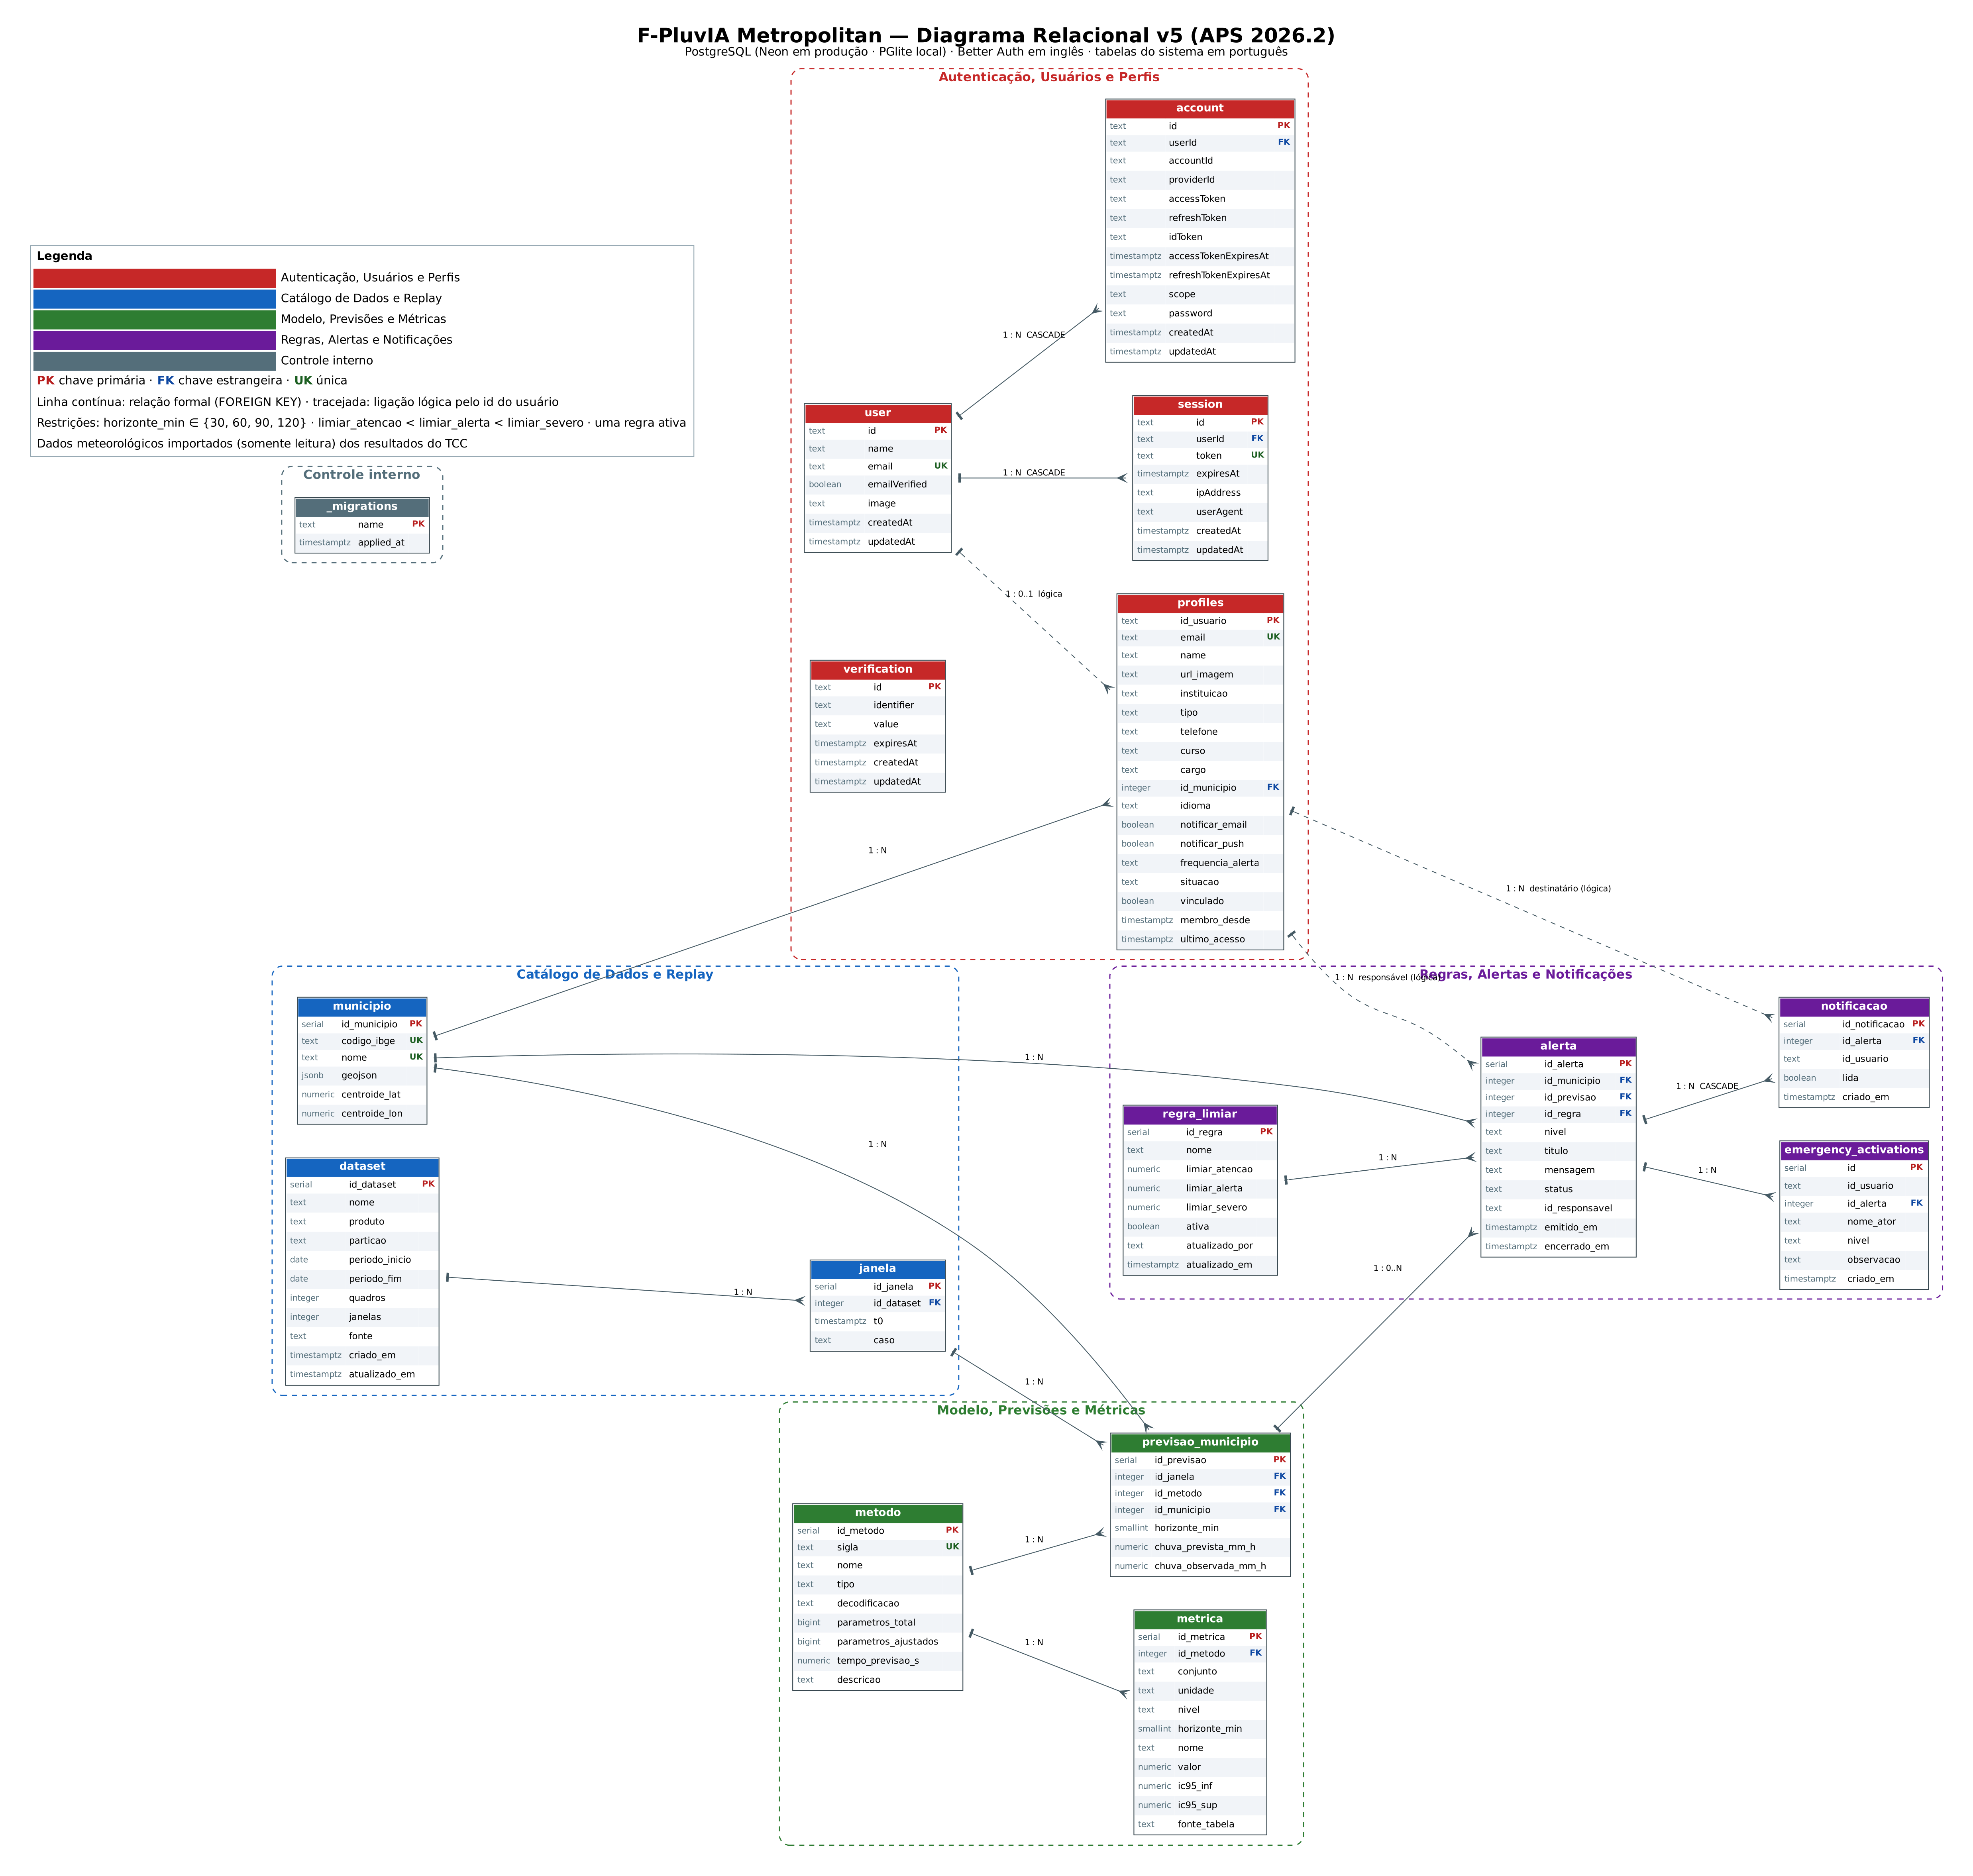 F-PluvIA Metropolitan — Diagrama Relacional v5 (APS 2026.2)
PostgreSQL (Neon em produção · PGlite local) · Better Auth em inglês · tabelas do sistema em português
Autenticação, Usuários e Perfis
account
text id PK
text userId FK
text accountId
text providerId
text accessToken
text refreshToken
text idToken
timestamptz accessTokenExpiresAt
timestamptz refreshTokenExpiresAt
text scope
text password
timestamptz createdAt
timestamptz updatedAt
Legenda
Autenticação, Usuários e Perfis
Catálogo de Dados e Replay
Modelo, Previsões e Métricas
Regras, Alertas e Notificações
Controle interno
PK chave primária · FK chave estrangeira · UK única
Linha contínua: relação formal (FOREIGN KEY) · tracejada: ligação lógica pelo id do usuário
Restrições: horizonte_min ∈ {30, 60, 90, 120} · limiar_atencao < limiar_alerta < limiar_severo · uma regra ativa
Dados meteorológicos importados (somente leitura) dos resultados do TCC
1 : N CASCADE
user
text id PK
text name
text email UK
boolean emailVerified
text image
timestamptz createdAt
timestamptz updatedAt
1 : N CASCADE
session
text id PK
text userId FK
text token UK
timestamptz expiresAt
text ipAddress
text userAgent
timestamptz createdAt
timestamptz updatedAt
Controle interno
_migrations
text name PK
timestamptz applied_at
1 : 0..1 lógica
profiles
text id_usuario PK
text email UK
text name
text url_imagem
text instituicao
text tipo
text telefone
text curso
text cargo
integer id_municipio FK
text idioma
boolean notificar_email
boolean notificar_push
text frequencia_alerta
text situacao
boolean vinculado
timestamptz membro_desde
timestamptz ultimo_acesso
verification
text id PK
text identifier
text value
timestamptz expiresAt
timestamptz createdAt
timestamptz updatedAt
1 : N
1 : N destinatário (lógica)
1 : N responsável (lógica)
Catálogo de Dados e Replay
municipio
serial id_municipio PK
text codigo_ibge UK
text nome UK
jsonb geojson
numeric centroide_lat
numeric centroide_lon
1 : N
1 : N
dataset
serial id_dataset PK
text nome
text produto
text particao
date periodo_inicio
date periodo_fim
integer quadros
integer janelas
text fonte
timestamptz criado_em
timestamptz atualizado_em
1 : N
janela
serial id_janela PK
integer id_dataset FK
timestamptz t0
text caso
1 : N
Regras, Alertas e Notificações
regra_limiar
serial id_regra PK
text nome
numeric limiar_atencao
numeric limiar_alerta
numeric limiar_severo
boolean ativa
text atualizado_por
timestamptz atualizado_em
1 : N
alerta
serial id_alerta PK
integer id_municipio FK
integer id_previsao FK
integer id_regra FK
text nivel
text titulo
text mensagem
text status
text id_responsavel
timestamptz emitido_em
timestamptz encerrado_em
1 : N CASCADE
1 : N
1 : 0..N
notificacao
serial id_notificacao PK
integer id_alerta FK
text id_usuario
boolean lida
timestamptz criado_em
emergency_activations
serial id PK
text id_usuario
integer id_alerta FK
text nome_ator
text nivel
text observacao
timestamptz criado_em
Modelo, Previsões e Métricas
previsao_municipio
serial id_previsao PK
integer id_janela FK
integer id_metodo FK
integer id_municipio FK
smallint horizonte_min
numeric chuva_prevista_mm_h
numeric chuva_observada_mm_h
metodo
serial id_metodo PK
text sigla UK
text nome
text tipo
text decodificacao
bigint parametros_total
bigint parametros_ajustados
numeric tempo_previsao_s
text descricao
1 : N
1 : N
metrica
serial id_metrica PK
integer id_metodo FK
text conjunto
text unidade
text nivel
smallint horizonte_min
text nome
numeric valor
numeric ic95_inf
numeric ic95_sup
text fonte_tabela